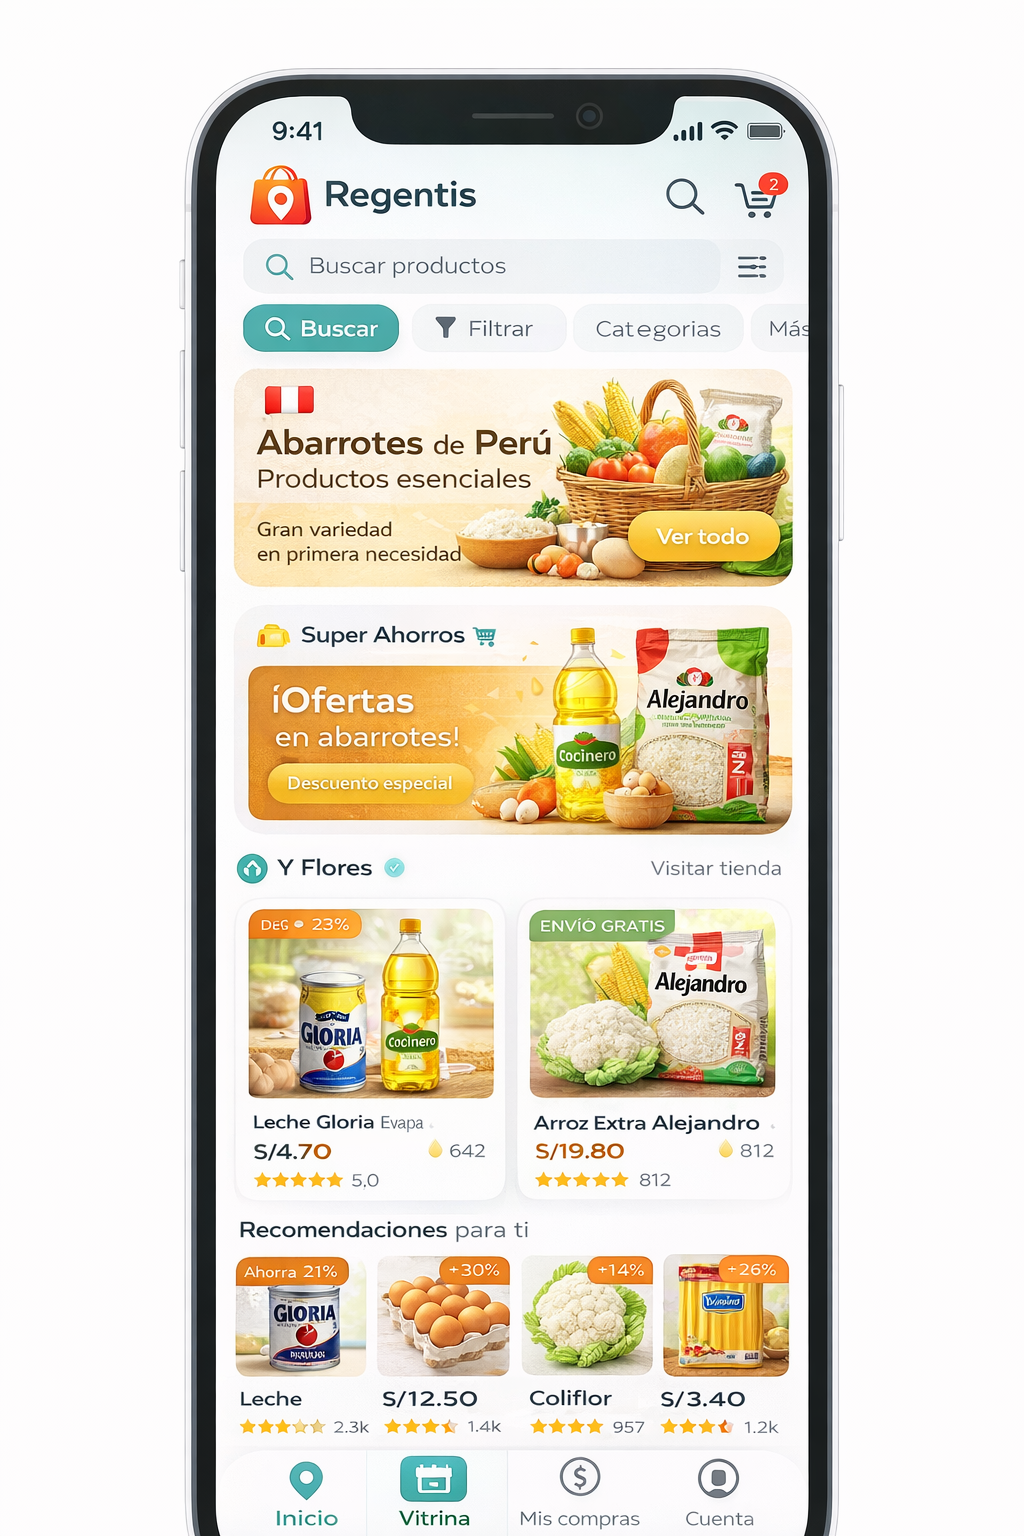 9:41
Regentis
2
Buscar productos
Buscar
Filtrar
Categorias
Más
Abarrotes de Perú
Productos esenciales
Gran variedad
en primera necesidad
Ver todo
Super Ahorros
¡Ofertas
en abarrotes!
Descuento especial
Cocinero
Alejandro
Y Flores
Visitar tienda
DEG 23%
GLORIA
Cocinero
ENVÍO GRATIS
Alejandro
Leche Gloria Evapa
S/4.70
642
5,0
Arroz Extra Alejandro
S/19.80
812
812
Recomendaciones para ti
Ahorra 21%
GLORIA
+30%
+14%
+26%
Leche
S/12.50
Coliflor
S/3.40
2.3k
1.4k
957
1.2k
Inicio
Vitrina
Mis compras
Cuenta